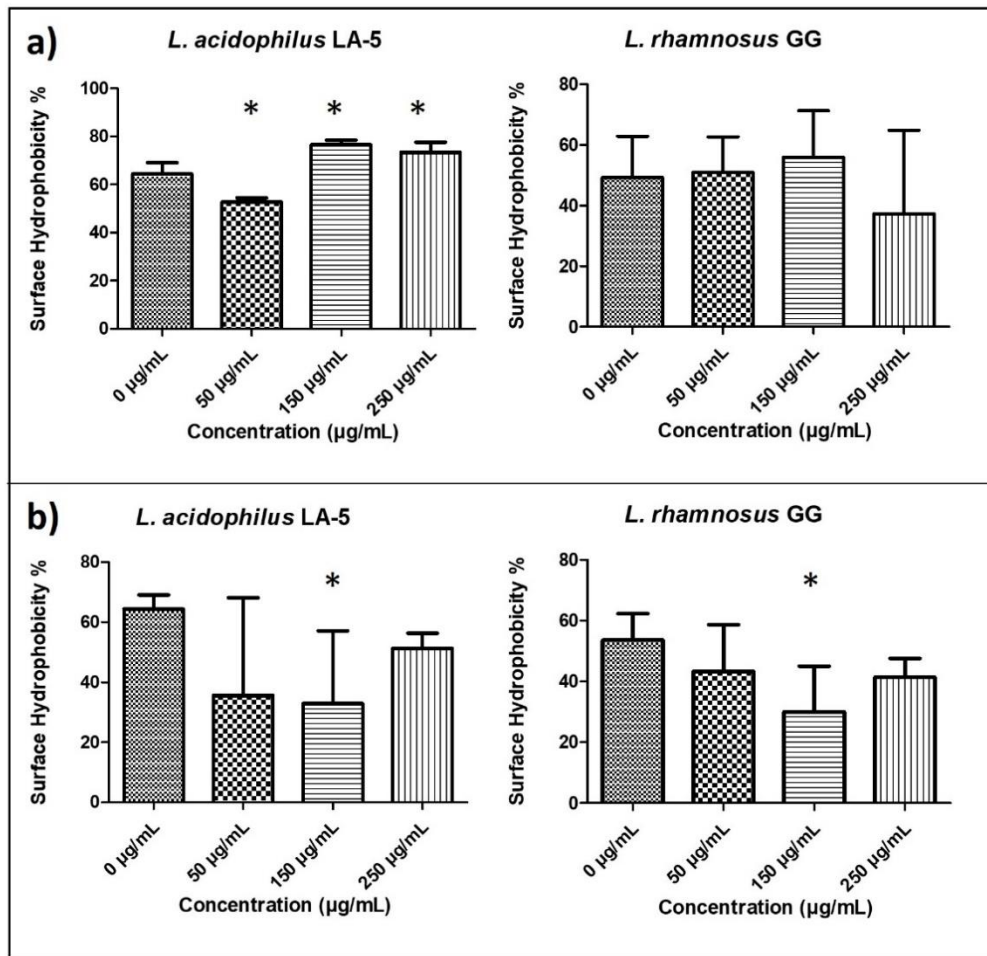 a)
L. acidophilus LA-5
L. rhamnosus GG
Surface Hydrophobicity %
100
80
60
40
20
0
* * *
0 µg/mL
50 µg/mL
150 µg/mL
250 µg/mL
Concentration (µg/mL)
Surface Hydrophobicity %
80
60
40
20
0
0 µg/mL
50 µg/mL
150 µg/mL
250 µg/mL
Concentration (µg/mL)
b)
L. acidophilus LA-5
L. rhamnosus GG
Surface Hydrophobicity %
80
60
40
20
0
*
0 µg/mL
50 µg/mL
150 µg/mL
250 µg/mL
Concentration (µg/mL)
Surface Hydrophobicity %
80
60
40
20
0
*
0 µg/mL
50 µg/mL
150 µg/mL
250 µg/mL
Concentration (µg/mL)